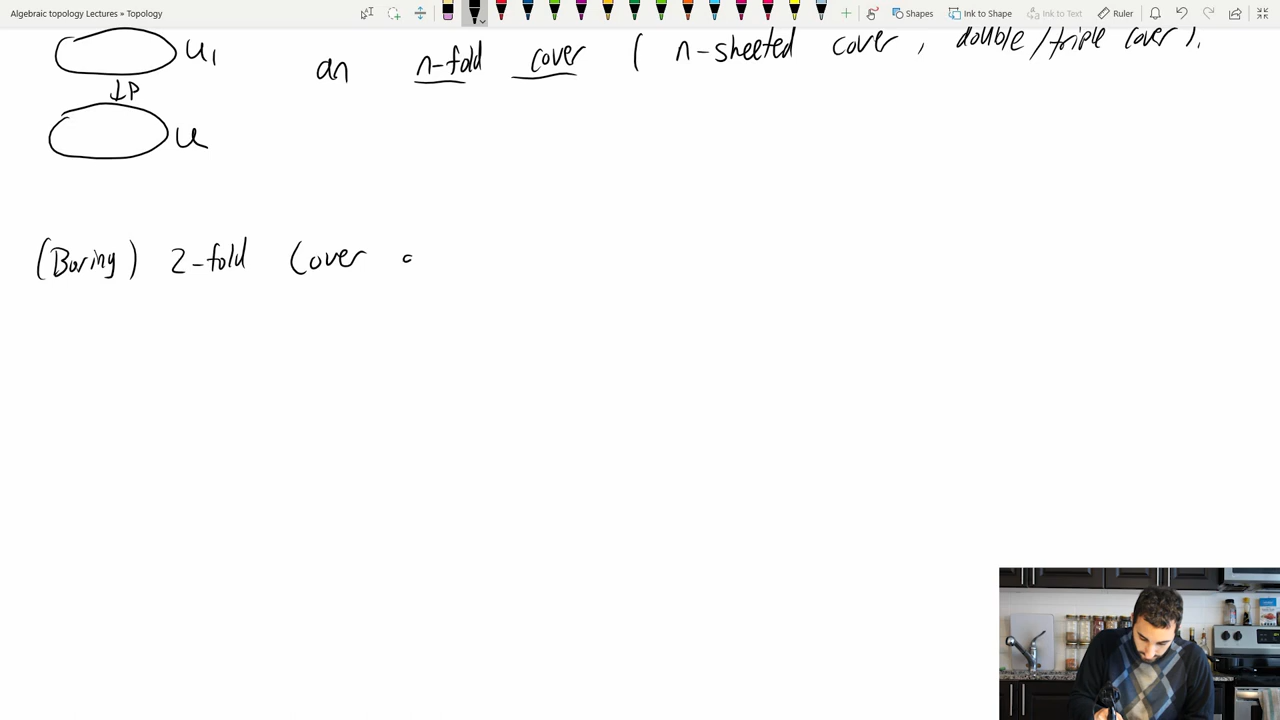 Algebraic topology Lectures » Topology
Shapes Ink to Shape Ink to Text Ruler
U1
an n-fold cover ( n-sheeted cover, double/triple cover).
↓P
U
(Boring) 2-fold cover